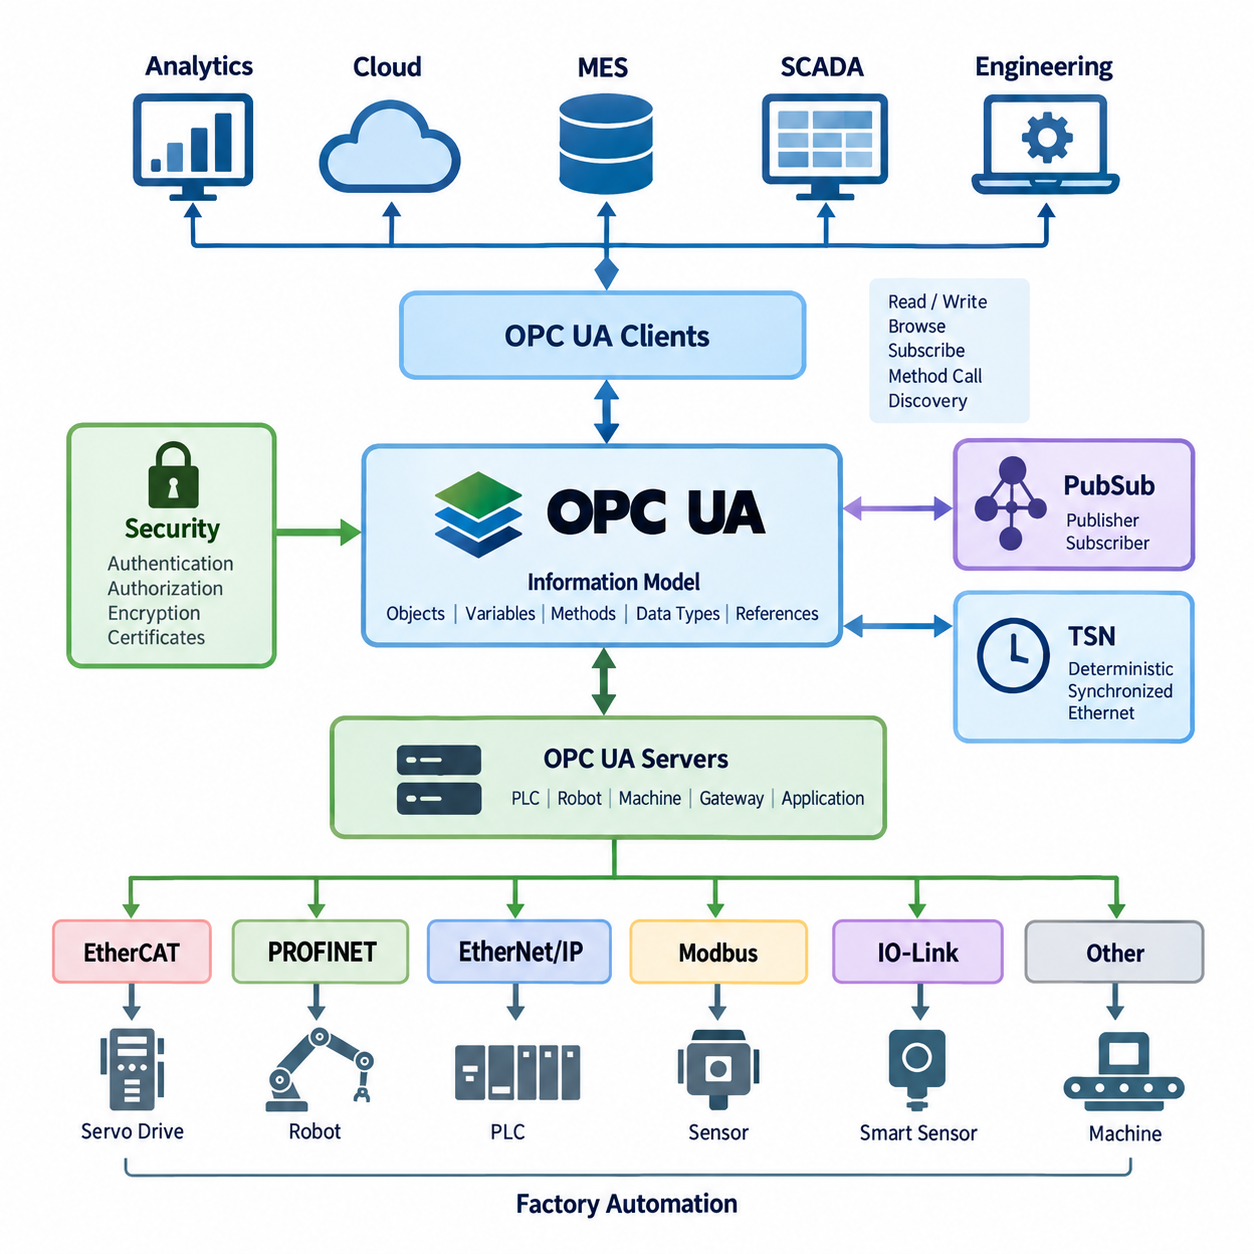 Analytics
Cloud
MES
SCADA
Engineering
OPC UA Clients
Read / Write
Browse
Subscribe
Method Call
Discovery
Security
Authentication
Authorization
Encryption
Certificates
OPC UA
Information Model
Objects | Variables | Methods | Data Types | References
PubSub
Publisher
Subscriber
TSN
Deterministic
Synchronized
Ethernet
OPC UA Servers
PLC | Robot | Machine | Gateway | Application
EtherCAT
PROFINET
EtherNet/IP
Modbus
IO-Link
Other
Servo Drive
Robot
PLC
Sensor
Smart Sensor
Machine
Factory Automation